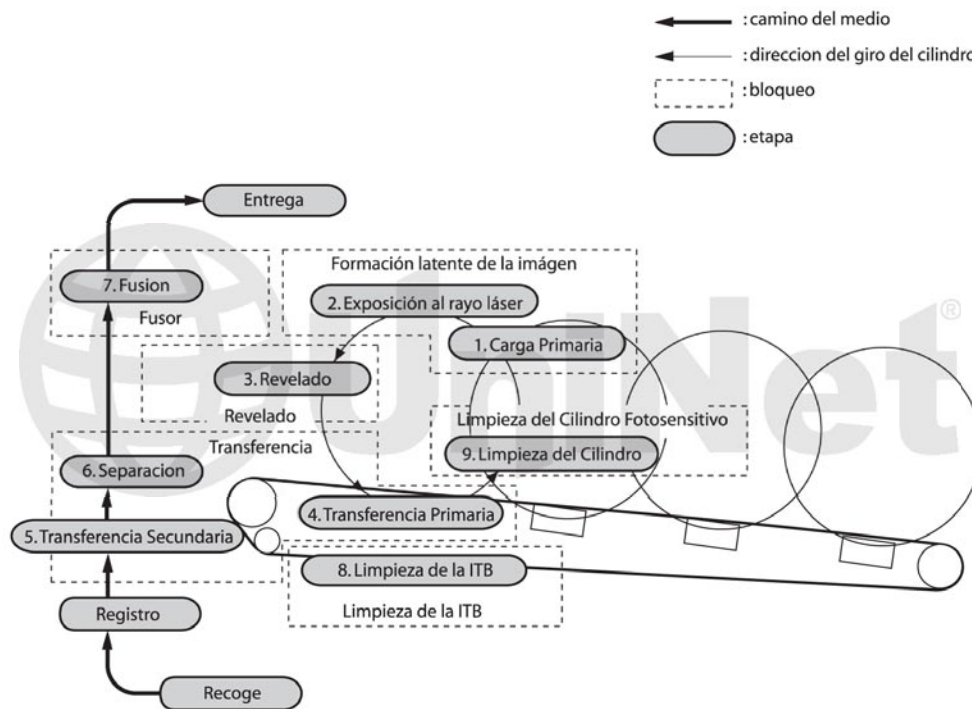 : camino del medio
: direccion del giro del cilindro
: bloqueo
: etapa
Entrega
Formación latente de la imágen
7. Fusion
2. Exposición al rayo láser
Fusor
1. Carga Primaria
3. Revelado
Revelado
Limpieza del Cilindro Fotosensitivo
Transferencia
9. Limpieza del Cilindro
6. Separacion
4. Transferencia Primaria
5. Transferencia Secundaria
8. Limpieza de la ITB
Limpieza de la ITB
Registro
Recoge
UniNet®